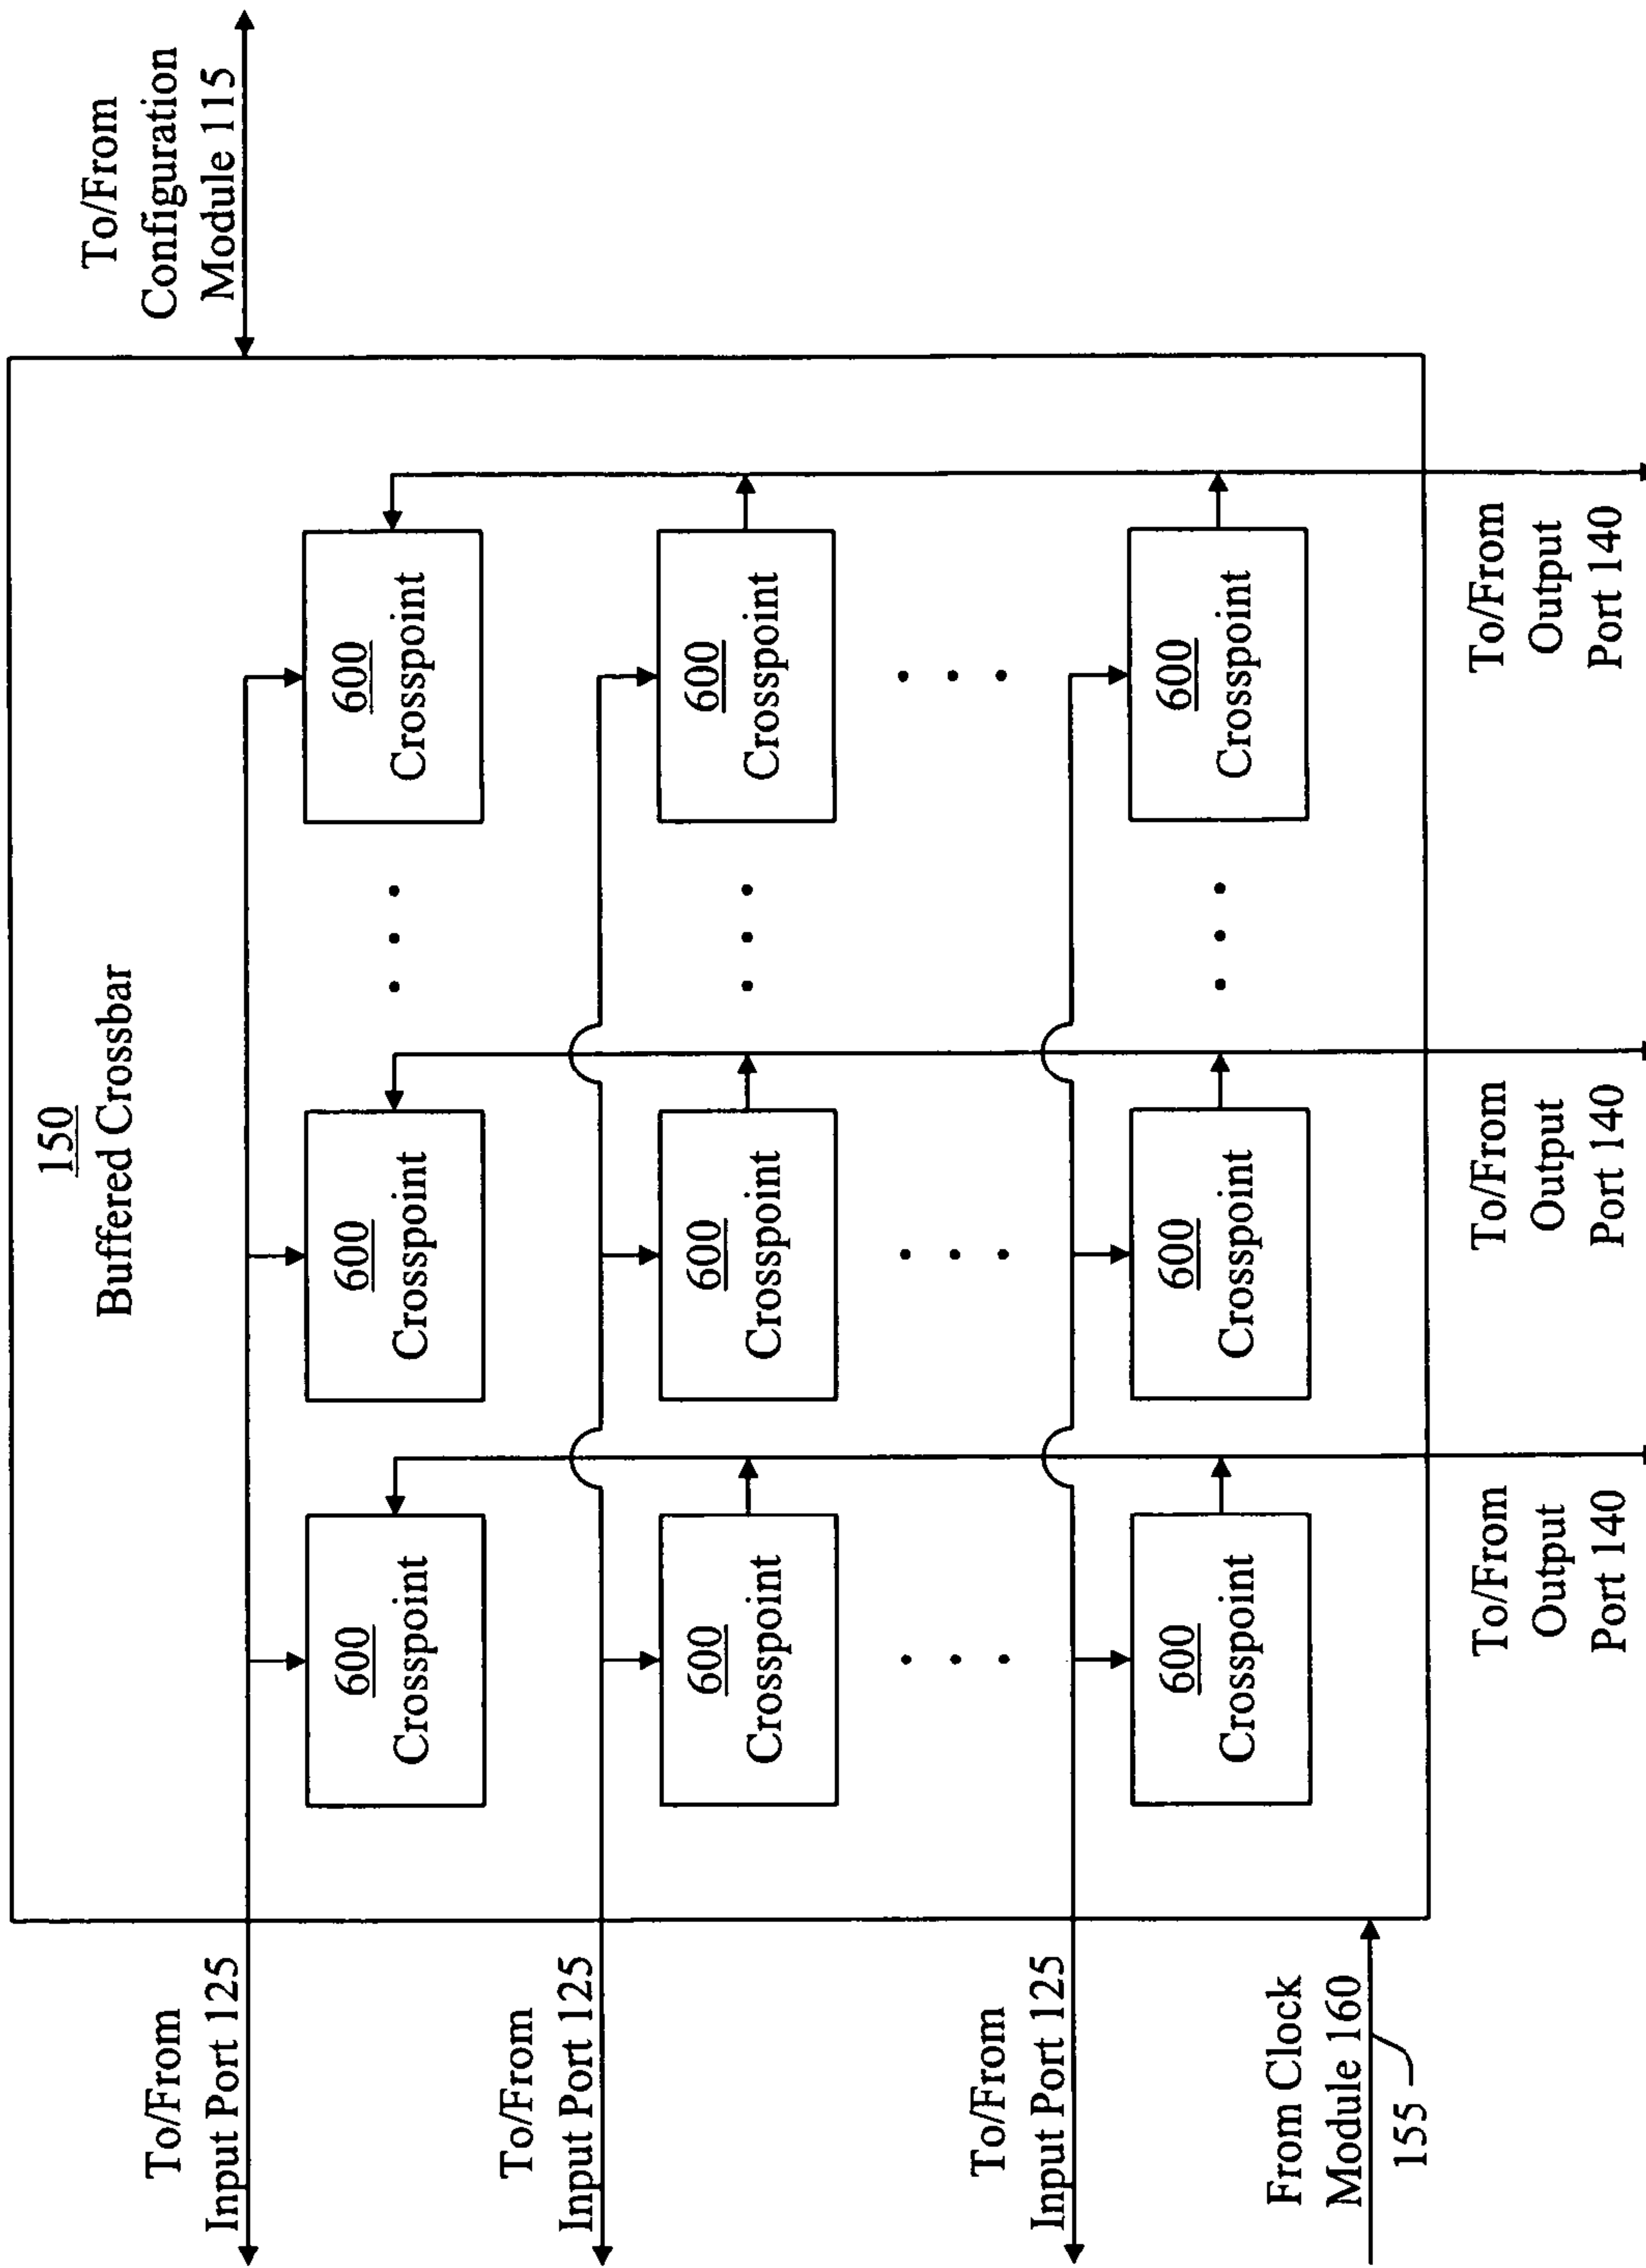 150
Buffered Crossbar
To/From
Configuration
Module 115
To/From
Input Port 125
600
Crosspoint
600
Crosspoint
600
Crosspoint
To/From
Input Port 125
600
Crosspoint
600
Crosspoint
600
Crosspoint
To/From
Input Port 125
600
Crosspoint
600
Crosspoint
600
Crosspoint
From Clock
Module 160
155
To/From
Output
Port 140
To/From
Output
Port 140
To/From
Output
Port 140